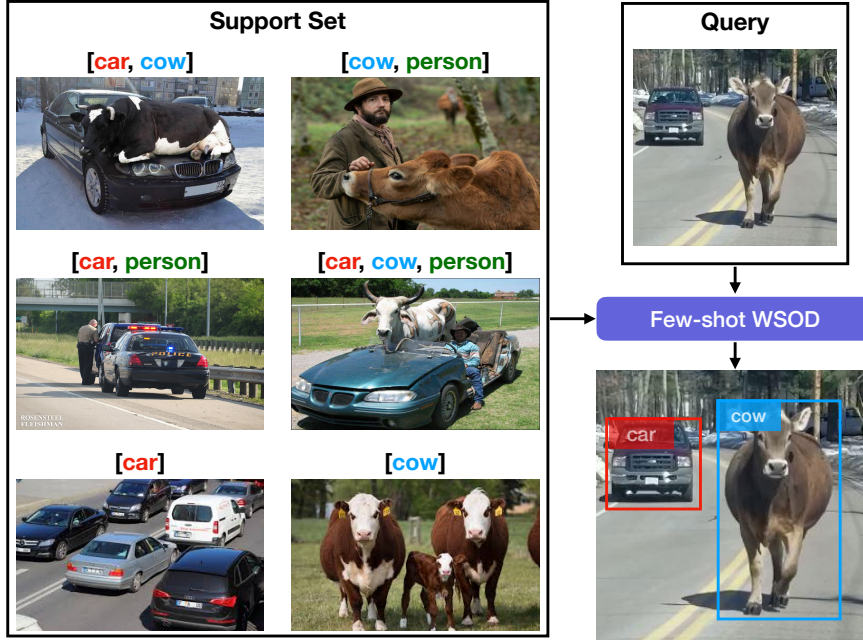 Support Set
[car, cow]
[cow, person]
[car, person]
POLICE
ROSENSTEEL
FLEISHMAN
[car, cow, person]
[car]
[cow]
Query
Few-shot WSOD
car
cow